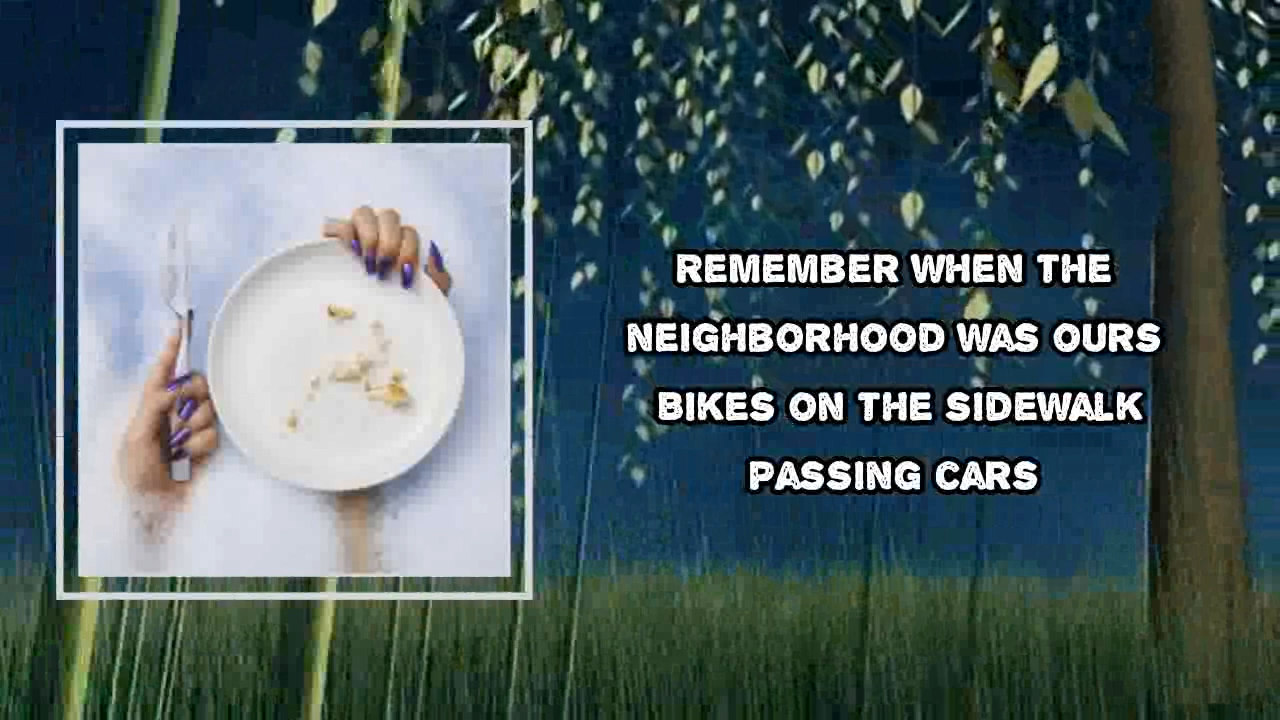 REMEMBER WHEN THE
NEIGHBORHOOD WAS OURS
BIKES ON THE SIDEWALK
PASSING CARS